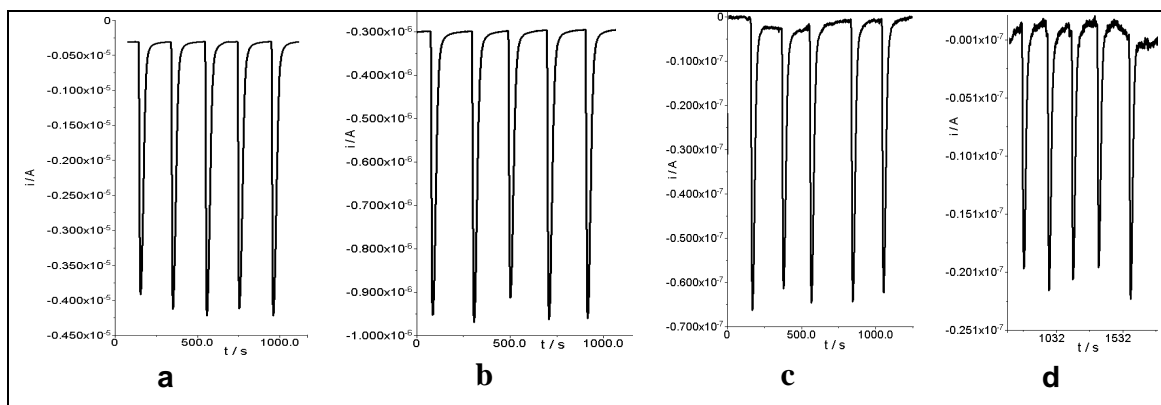 0
-0.050x10⁻⁵
-0.100x10⁻⁵
-0.150x10⁻⁵
-0.200x10⁻⁵
-0.250x10⁻⁵
-0.300x10⁻⁵
-0.350x10⁻⁵
-0.400x10⁻⁵
-0.450x10⁻⁵
i / A
0 500.0 1000.0
t / s
a
-0.300x10⁻⁶
-0.400x10⁻⁶
-0.500x10⁻⁶
-0.600x10⁻⁶
-0.700x10⁻⁶
-0.800x10⁻⁶
-0.900x10⁻⁶
-1.000x10⁻⁶
i / A
0 500.0 1000.0
t / s
b
0
-0.100x10⁻⁷
-0.200x10⁻⁷
-0.300x10⁻⁷
-0.400x10⁻⁷
-0.500x10⁻⁷
-0.600x10⁻⁷
-0.700x10⁻⁷
i / A
0 500.0 1000.0
t / s
c
-0.001x10⁻⁷
-0.051x10⁻⁷
-0.101x10⁻⁷
-0.151x10⁻⁷
-0.201x10⁻⁷
-0.251x10⁻⁷
i / A
1032 1532
t / s
d